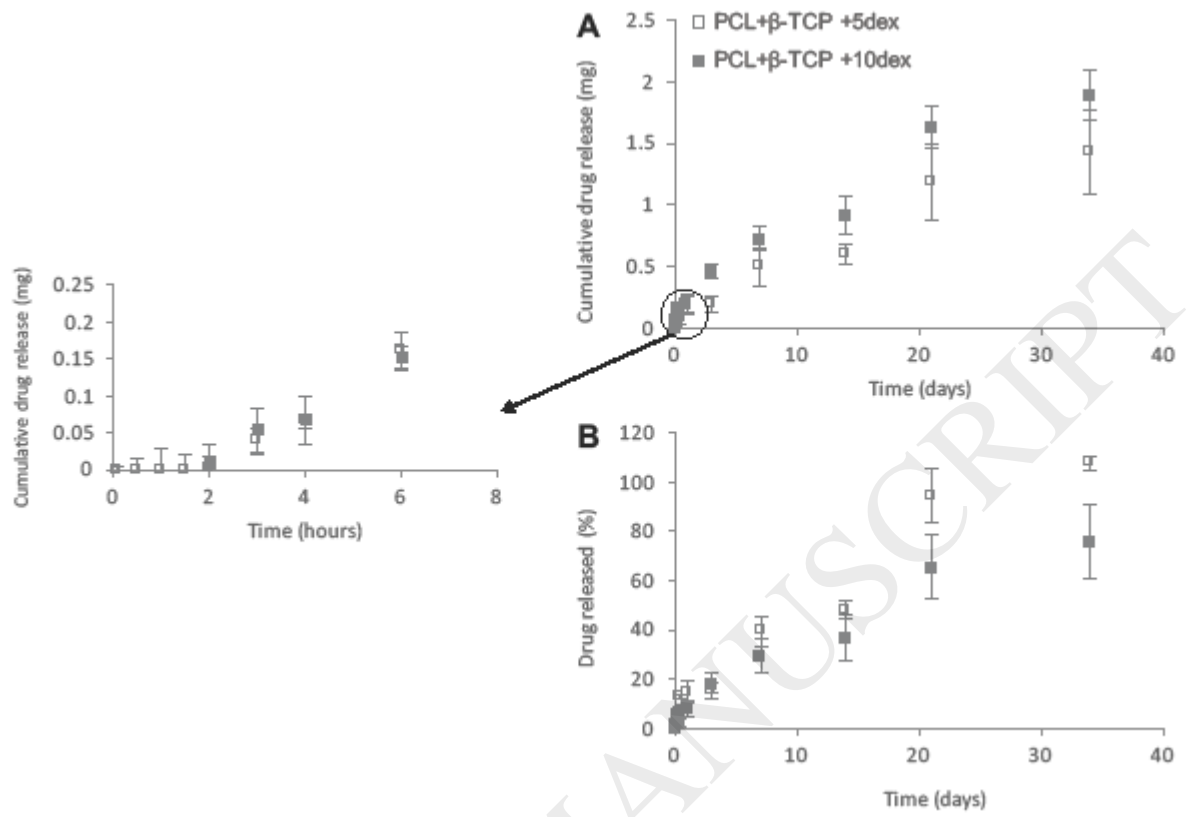 A
PCL+β-TCP +5dex
PCL+β-TCP +10dex
Cumulative drug release (mg)
2.5
2
1.5
1
0.5
0
0 10 20 30 40
Time (days)
Cumulative drug release (mg)
0.25
0.2
0.15
0.1
0.05
0
0 2 4 6 8
Time (hours)
B
Drug released (%)
120
100
80
60
40
20
0
0 10 20 30 40
Time (days)
ANUSCRIPT